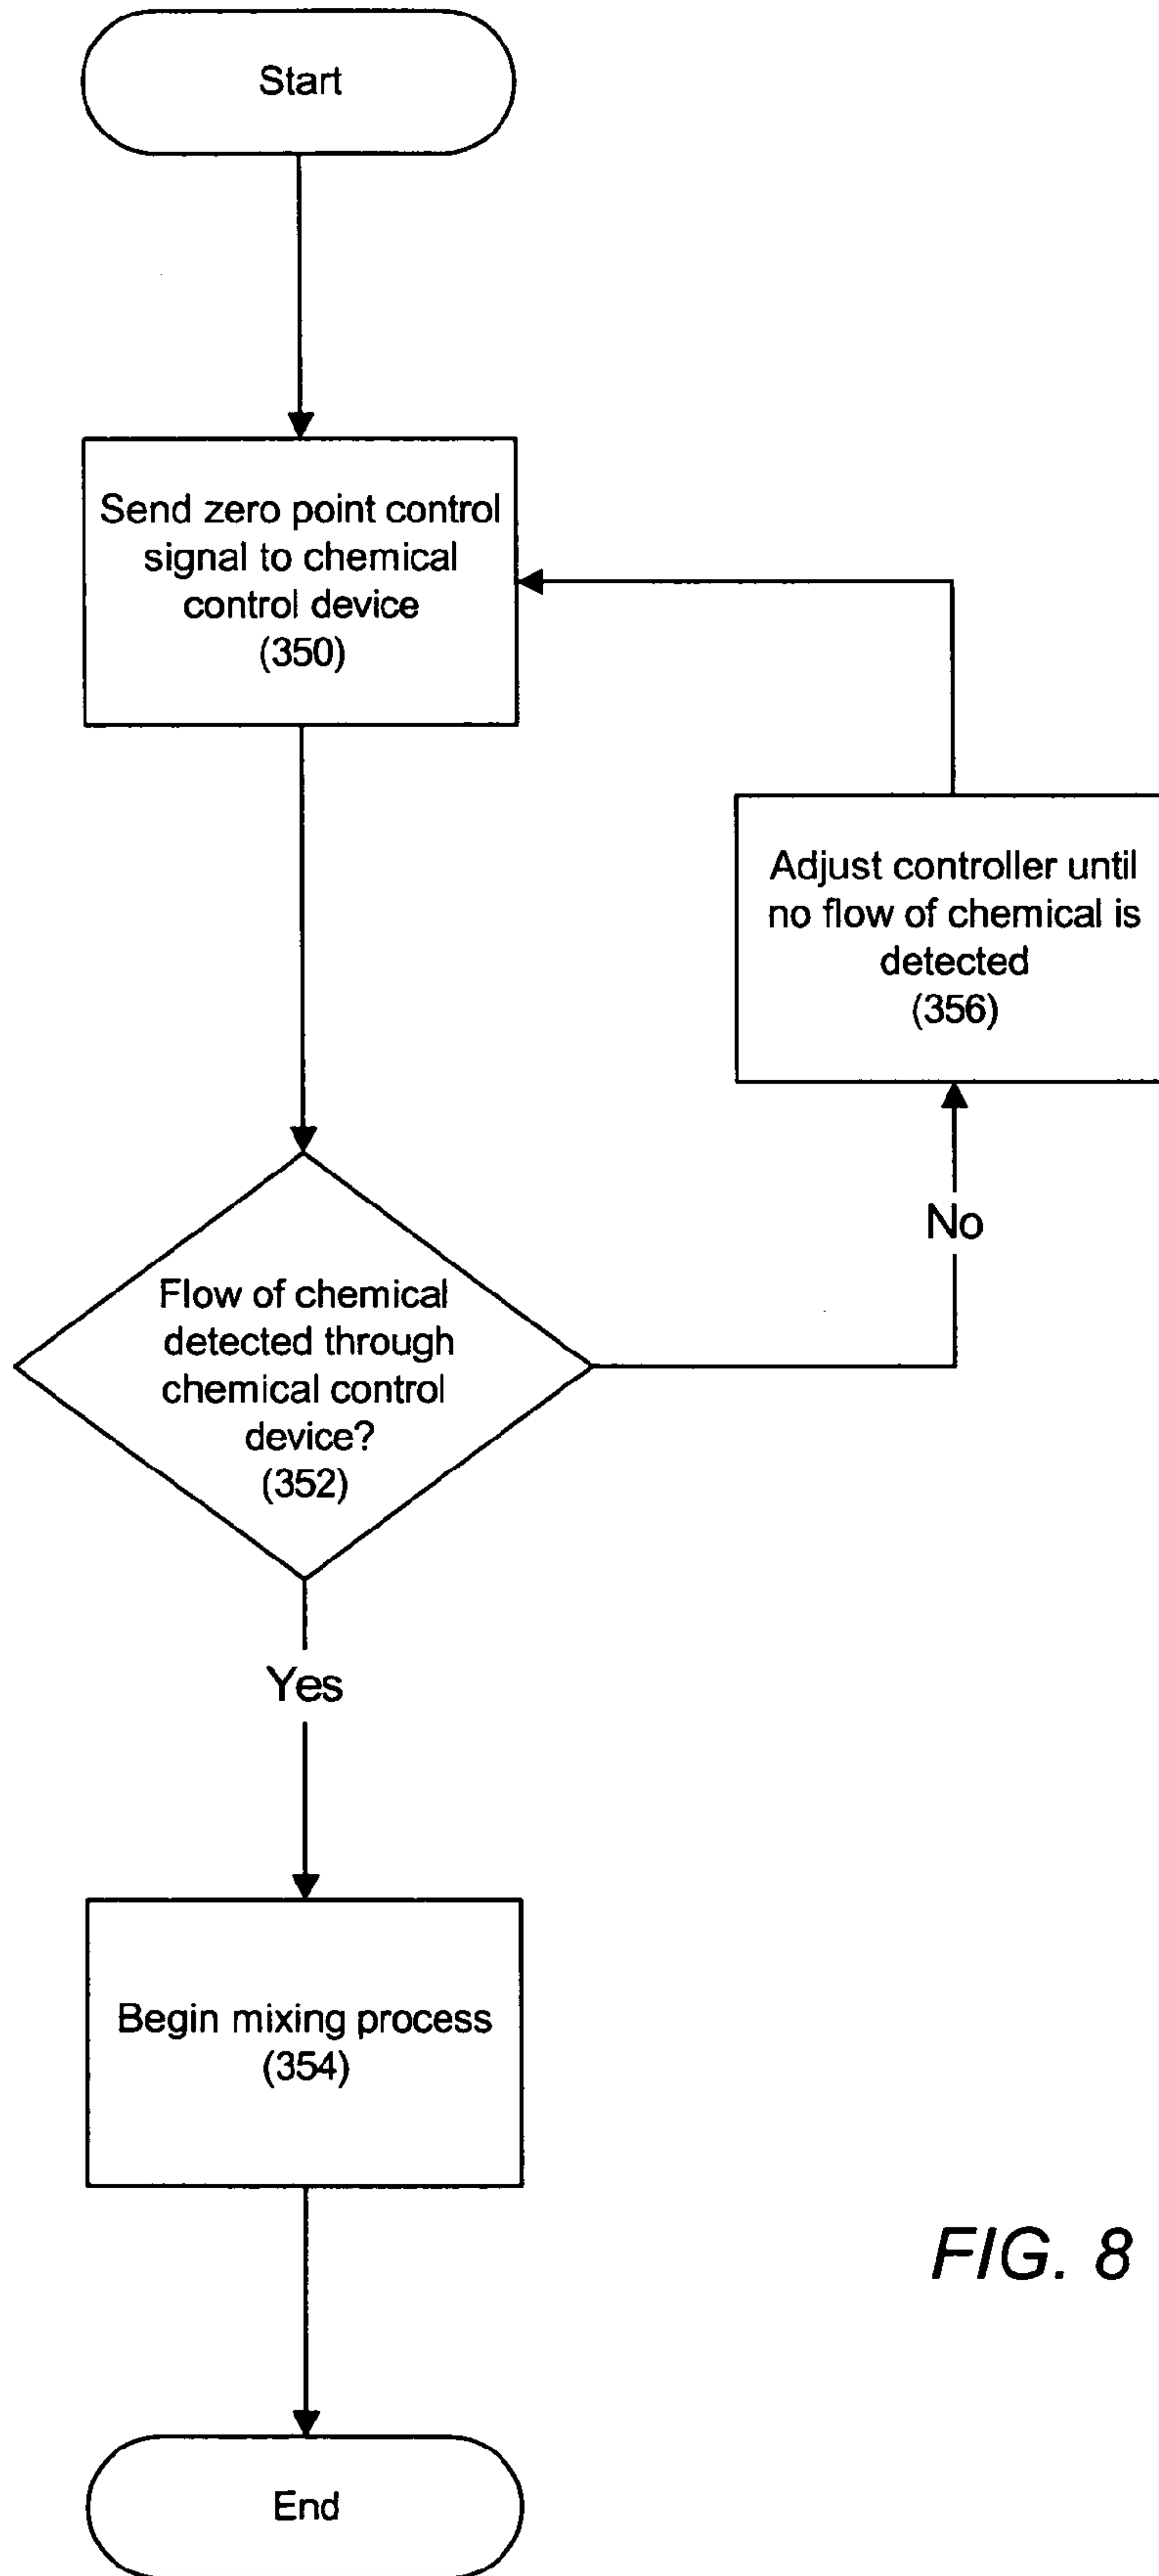 Start
Send zero point control
signal to chemical
control device
(350)
Adjust controller until
no flow of chemical is
detected
(356)
No
Flow of chemical
detected through
chemical control
device?
(352)
Yes
Begin mixing process
(354)
FIG. 8
End